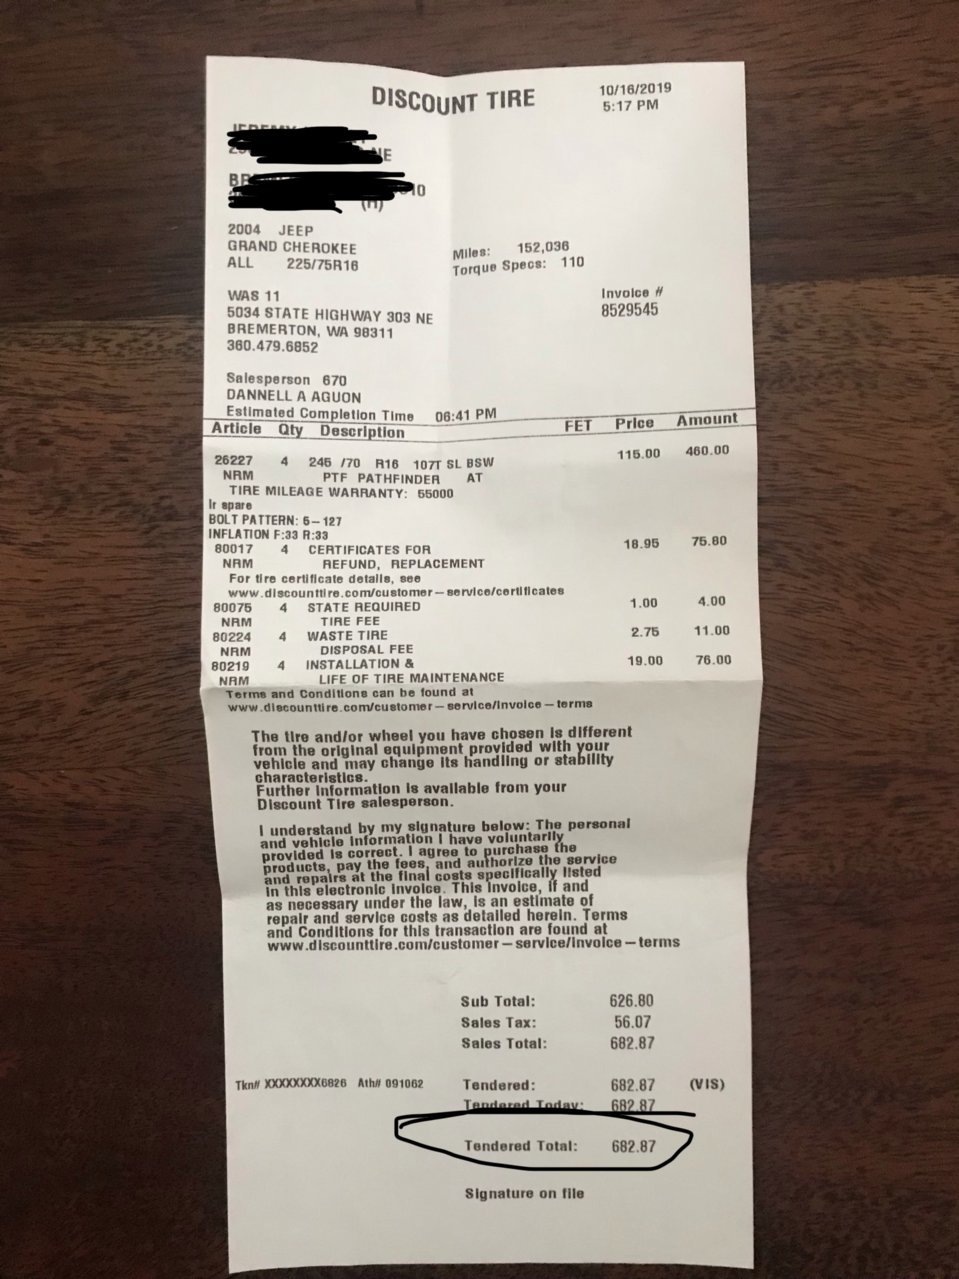 DISCOUNT TIRE
10/16/2019
5:17 PM
NE
10
(H)
2004 JEEP
GRAND CHEROKEE
ALL 225/75R16
Miles: 152,036
Torque Specs: 110
WAS 11
5034 STATE HIGHWAY 303 NE
BREMERTON, WA 98311
360.479.6852
Invoice #
8529545
Salesperson 670
DANNELL A AGUON
Estimated Completion Time 06:41 PM
Article Qty Description FET Price Amount
26227 4 245 /70 R16 107T SL BSW 115.00 460.00
NRM PTF PATHFINDER AT
TIRE MILEAGE WARRANTY: 55000
lr spare
BOLT PATTERN: 5-127
INFLATION F:33 R:33
80017 4 CERTIFICATES FOR 18.95 75.80
NRM REFUND, REPLACEMENT
For tire certificate details, see
www.discounttire.com/customer-service/certificates
80075 4 STATE REQUIRED 1.00 4.00
NRM TIRE FEE
80224 4 WASTE TIRE 2.75 11.00
NRM DISPOSAL FEE
80219 4 INSTALLATION & 19.00 76.00
NRM LIFE OF TIRE MAINTENANCE
Terms and Conditions can be found at
www.discounttire.com/customer-service/invoice-terms
The tire and/or wheel you have chosen is different
from the original equipment provided with your
vehicle and may change its handling or stability
characteristics.
Further information is available from your
Discount Tire salesperson.
I understand by my signature below: The personal
and vehicle information I have voluntarily
provided is correct. I agree to purchase the
products, pay the fees, and authorize the service
and repairs at the final costs specifically listed
in this electronic invoice. This invoice, if and
as necessary under the law, is an estimate of
repair and service costs as detailed herein. Terms
and Conditions for this transaction are found at
www.discounttire.com/customer-service/invoice-terms
Sub Total: 626.80
Sales Tax: 56.07
Sales Total: 682.87
Tkn# XXXXXXXX6826 Ath# 091062 Tendered: 682.87 (VIS)
Tendered Today: 682.87
Tendered Total: 682.87
Signature on file